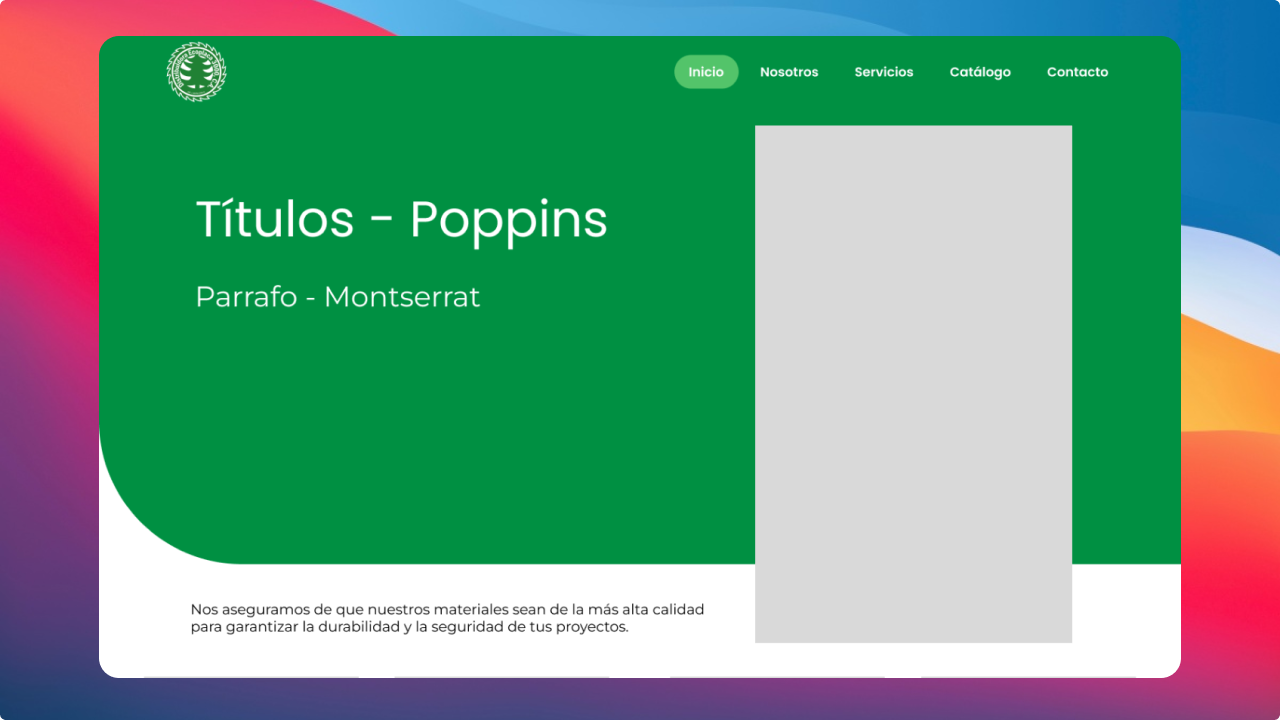 Inicio
Nosotros
Servicios
Catálogo
Contacto
Títulos - Poppins
Parrafo - Montserrat
Nos aseguramos de que nuestros materiales sean de la más alta calidad
para garantizar la durabilidad y la seguridad de tus proyectos.